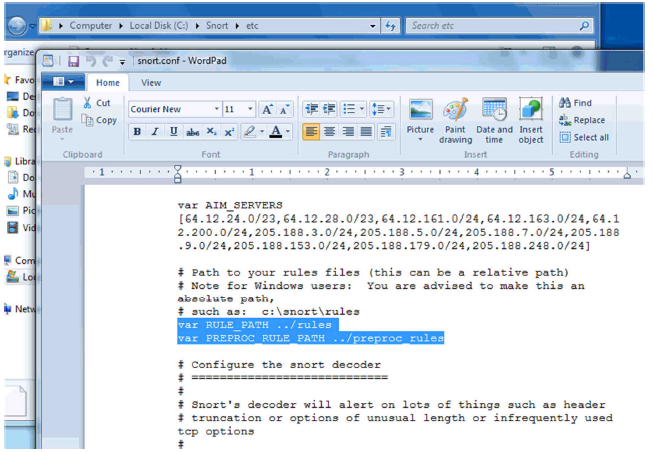 Computer ▸ Local Disk (C:) ▸ Snort ▸ etc
Search etc
rganize
snort.conf - WordPad
Home View
Favo
De
Do
Rec
Libra
Do
Mu
Pic
Vid
Com
Loc
Netw
Paste
Cut
Copy
Clipboard
Courier New 11 A A
B I U abc X₂ X² A
Font
Paragraph
Picture
Paint drawing
Date and time
Insert object
Insert
Find
Replace
Select all
Editing
1 1 2 3 4 5
var AIM_SERVERS
[64.12.24.0/23,64.12.28.0/23,64.12.161.0/24,64.12.163.0/24,64.1
2.200.0/24,205.188.3.0/24,205.188.5.0/24,205.188.7.0/24,205.188
.9.0/24,205.188.153.0/24,205.188.179.0/24,205.188.248.0/24]
# Path to your rules files (this can be a relative path)
# Note for Windows users:  You are advised to make this an
absolute path,
# such as:  c:\snort\rules
var RULE_PATH ../rules
var PREPROC_RULE_PATH ../preproc_rules
# Configure the snort decoder
# ============================
#
# Snort's decoder will alert on lots of things such as header
# truncation or options of unusual length or infrequently used
tcp options
#